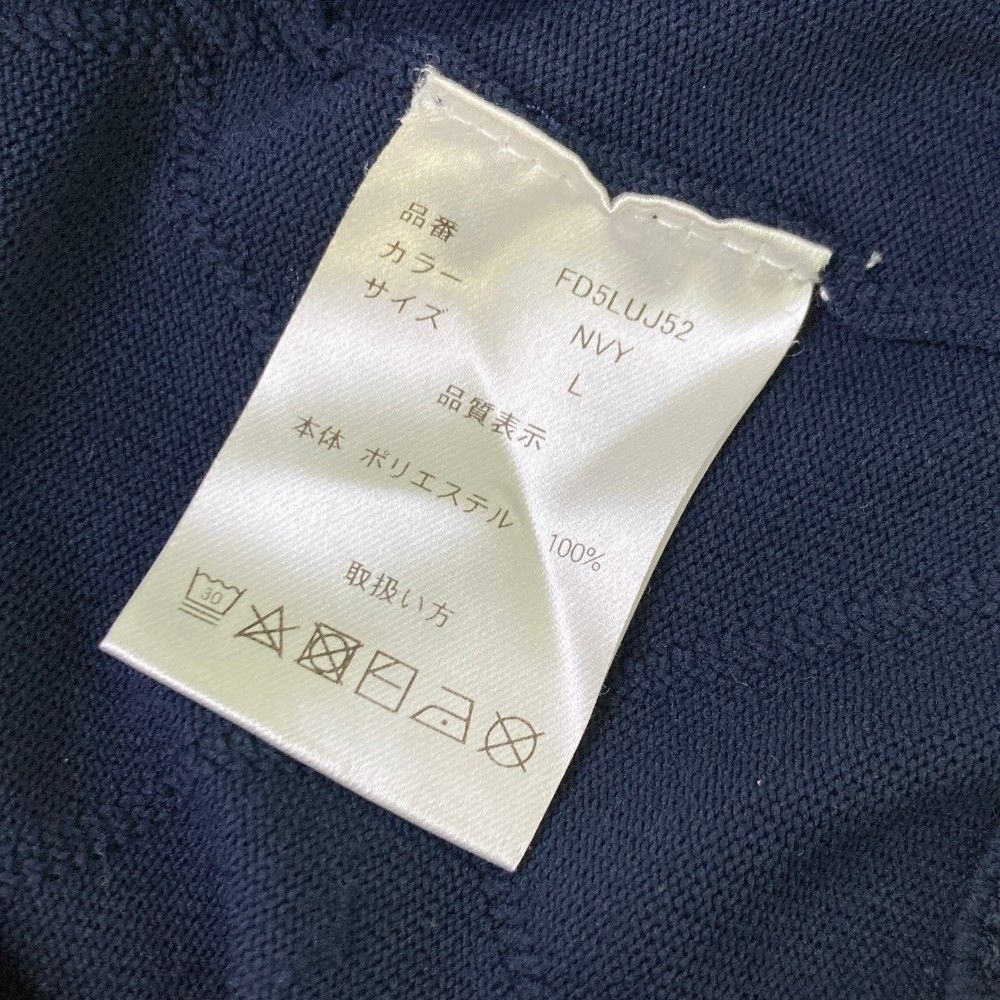 品番 FD5LUJ52
カラー NVY
サイズ L
品質表示
本体 ポリエステル 100%
取扱い方
30